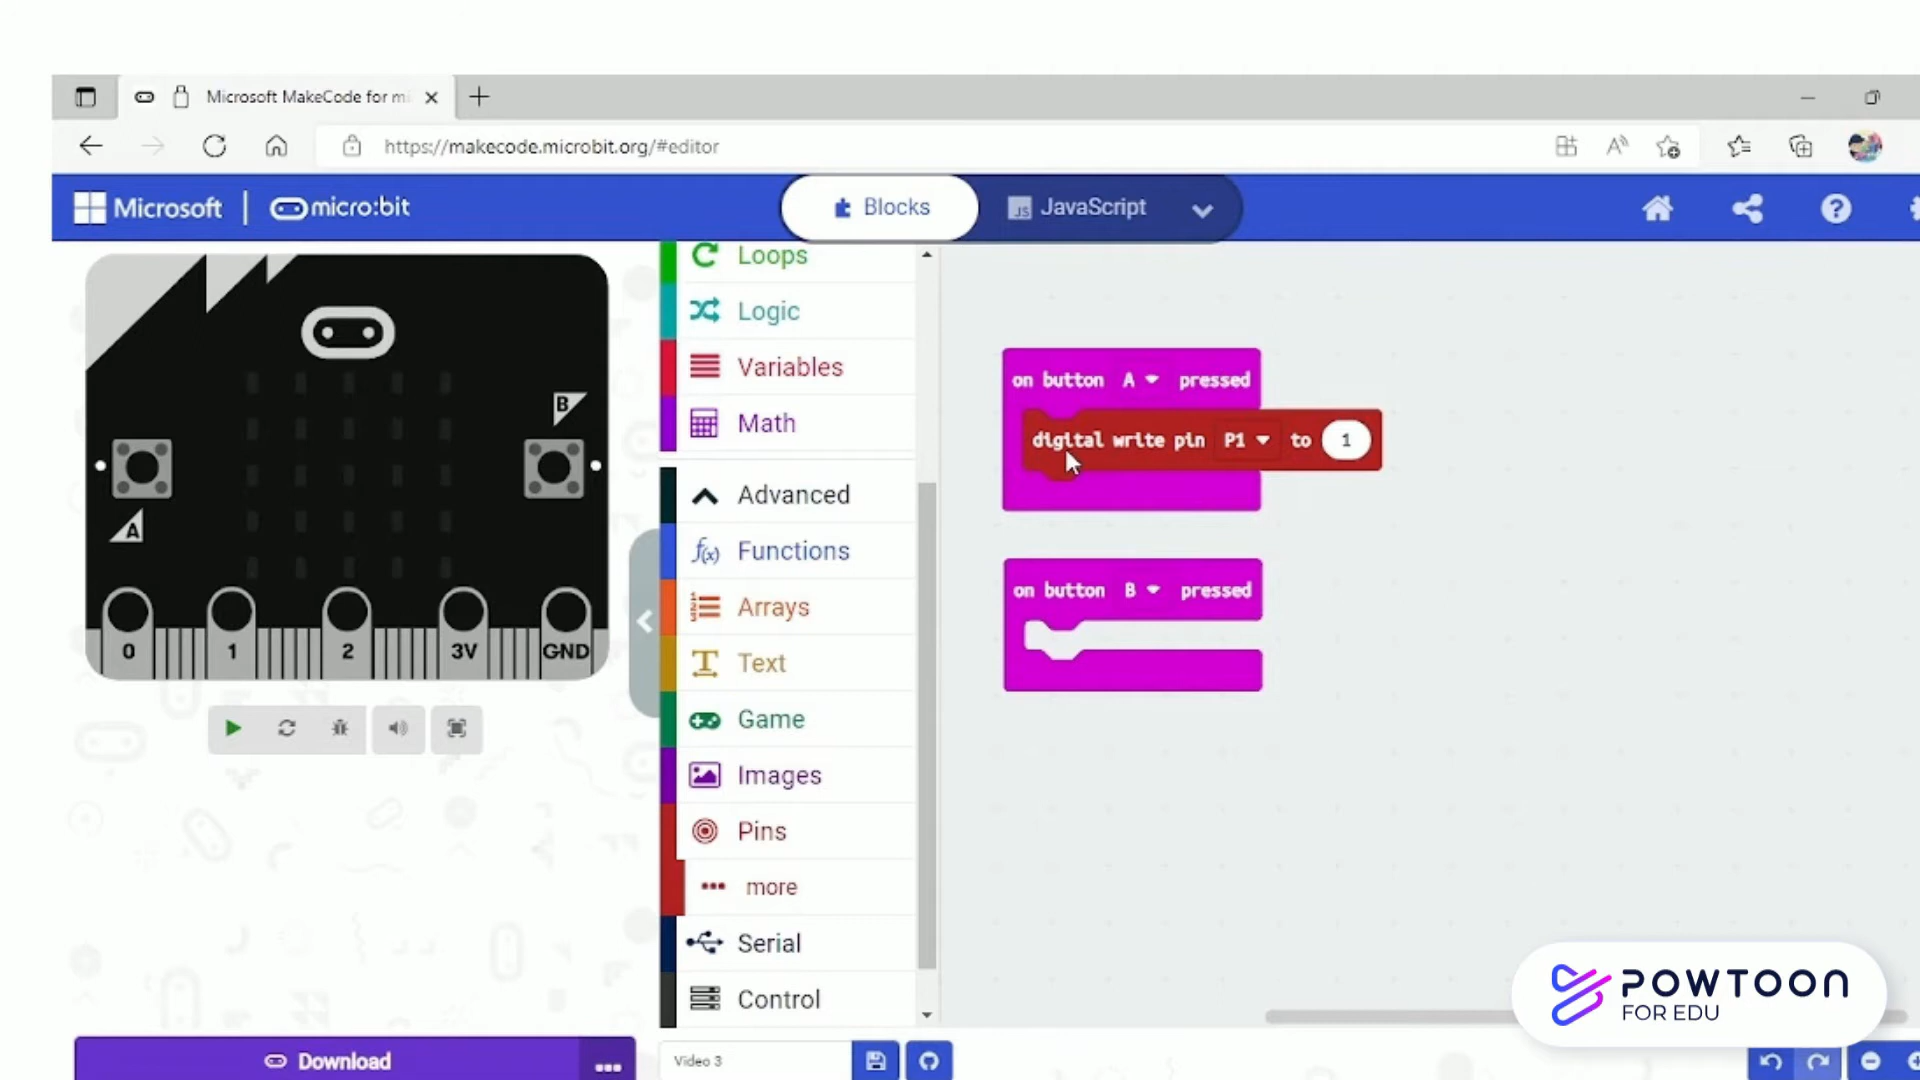 Microsoft MakeCode for mi
https://makecode.microbit.org/#editor
Microsoft | micro:bit
Blocks
JS JavaScript
Loops
Logic
Variables
Math
Advanced
f(x) Functions
Arrays
T Text
Game
Images
Pins
more
Serial
Control
B
A
0 1 2 3V GND
on button A pressed
digital write pin P1 to 1
on button B pressed
Download
Video 3
POWTOON
FOR EDU